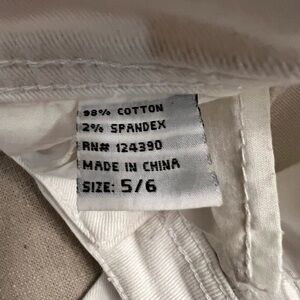 98% COTTON
2% SPANDEX
RN# 124390
MADE IN CHINA
SIZE: 5/6